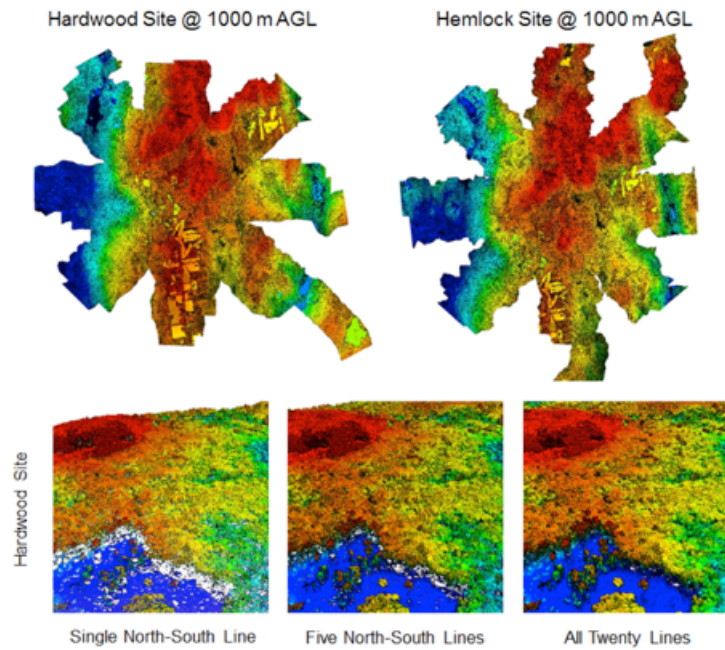 Hardwood Site @ 1000 m AGL
Hemlock Site @ 1000 m AGL
Hardwood Site
Single North-South Line
Five North-South Lines
All Twenty Lines